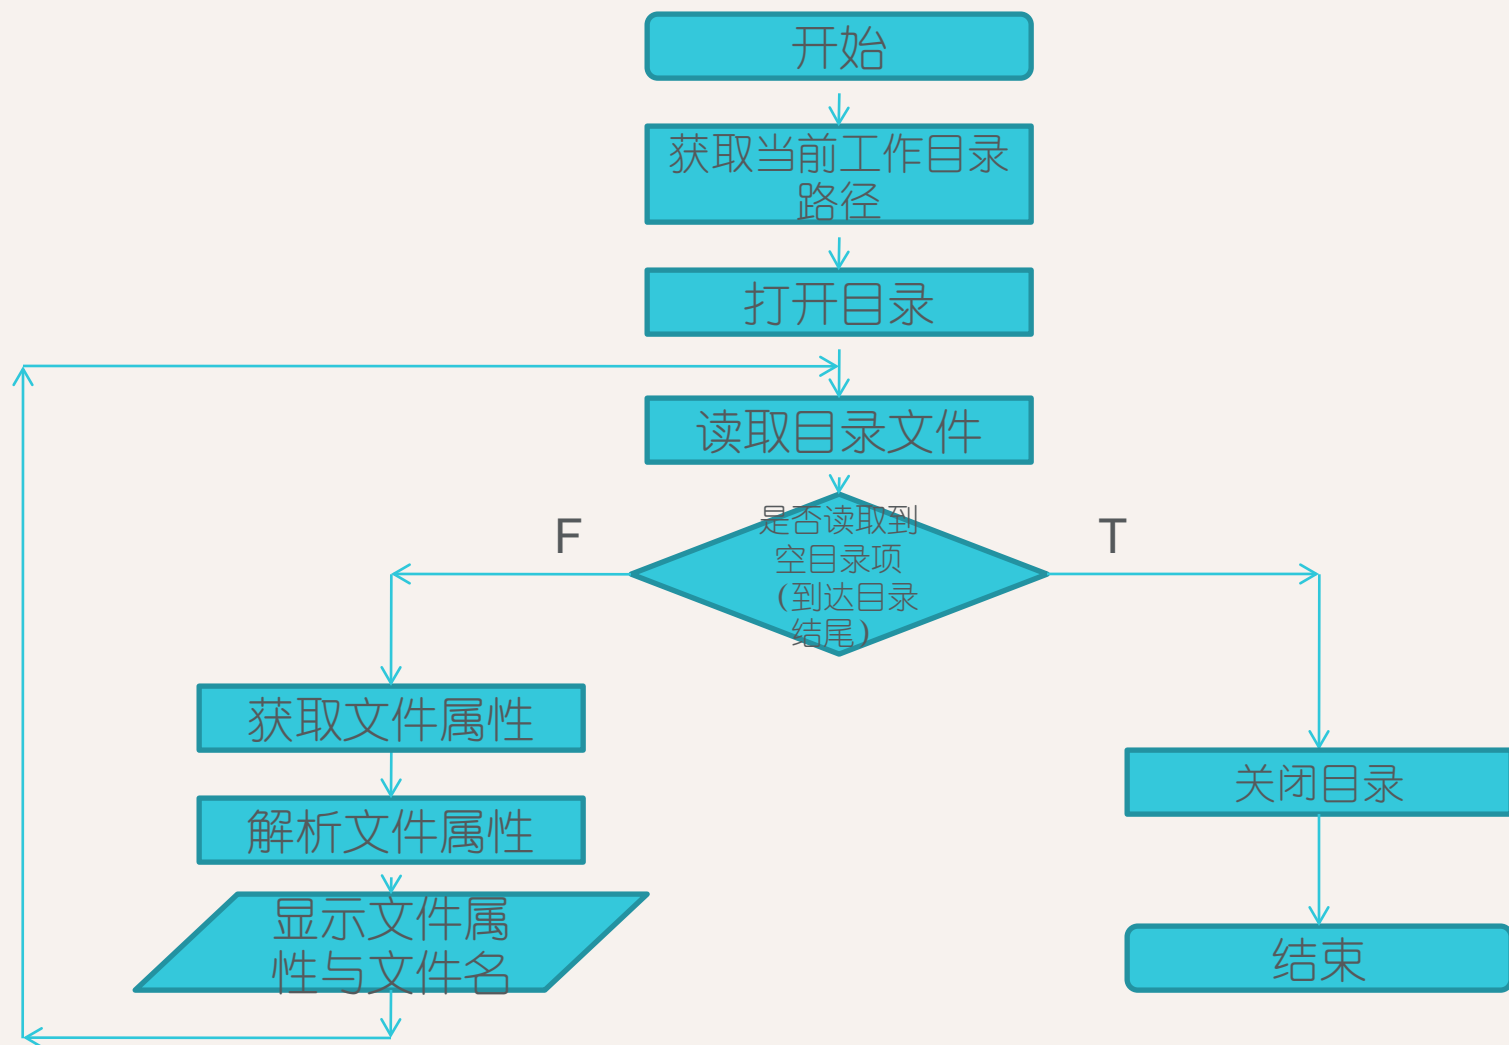 开始
获取当前工作目录
路径
打开目录
读取目录文件
是否读取到
空目录项
(到达目录
结尾)
F
T
获取文件属性
解析文件属性
显示文件属
性与文件名
关闭目录
结束